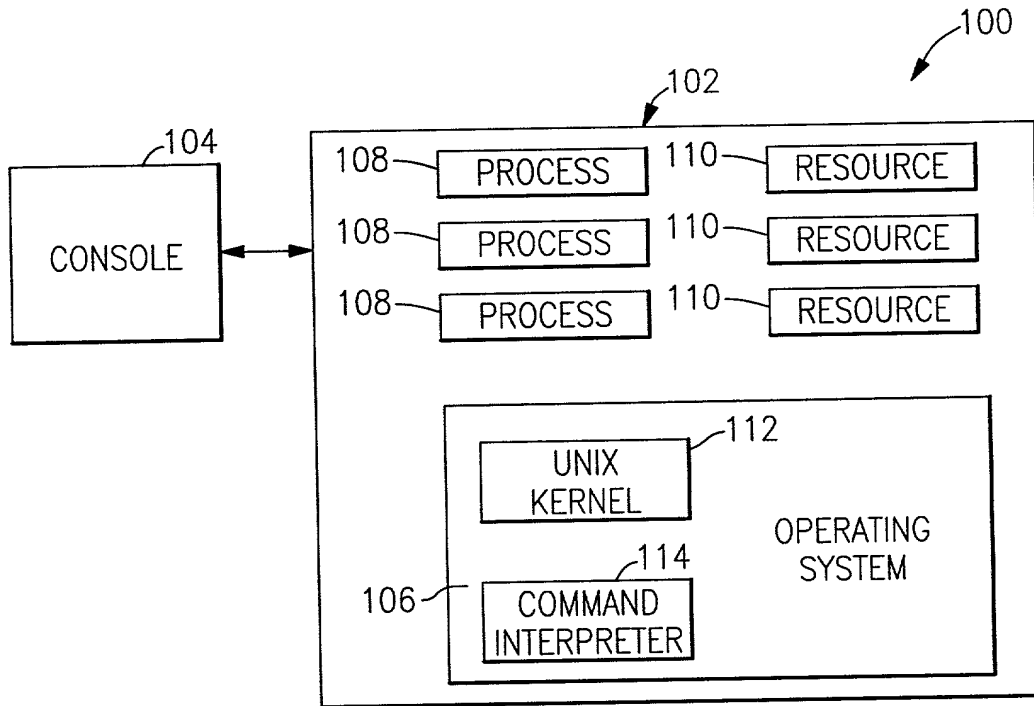 100
102
104
CONSOLE
108 PROCESS 110 RESOURCE
108 PROCESS 110 RESOURCE
108 PROCESS 110 RESOURCE
112
UNIX
KERNEL
OPERATING
SYSTEM
114
106
COMMAND
INTERPRETER